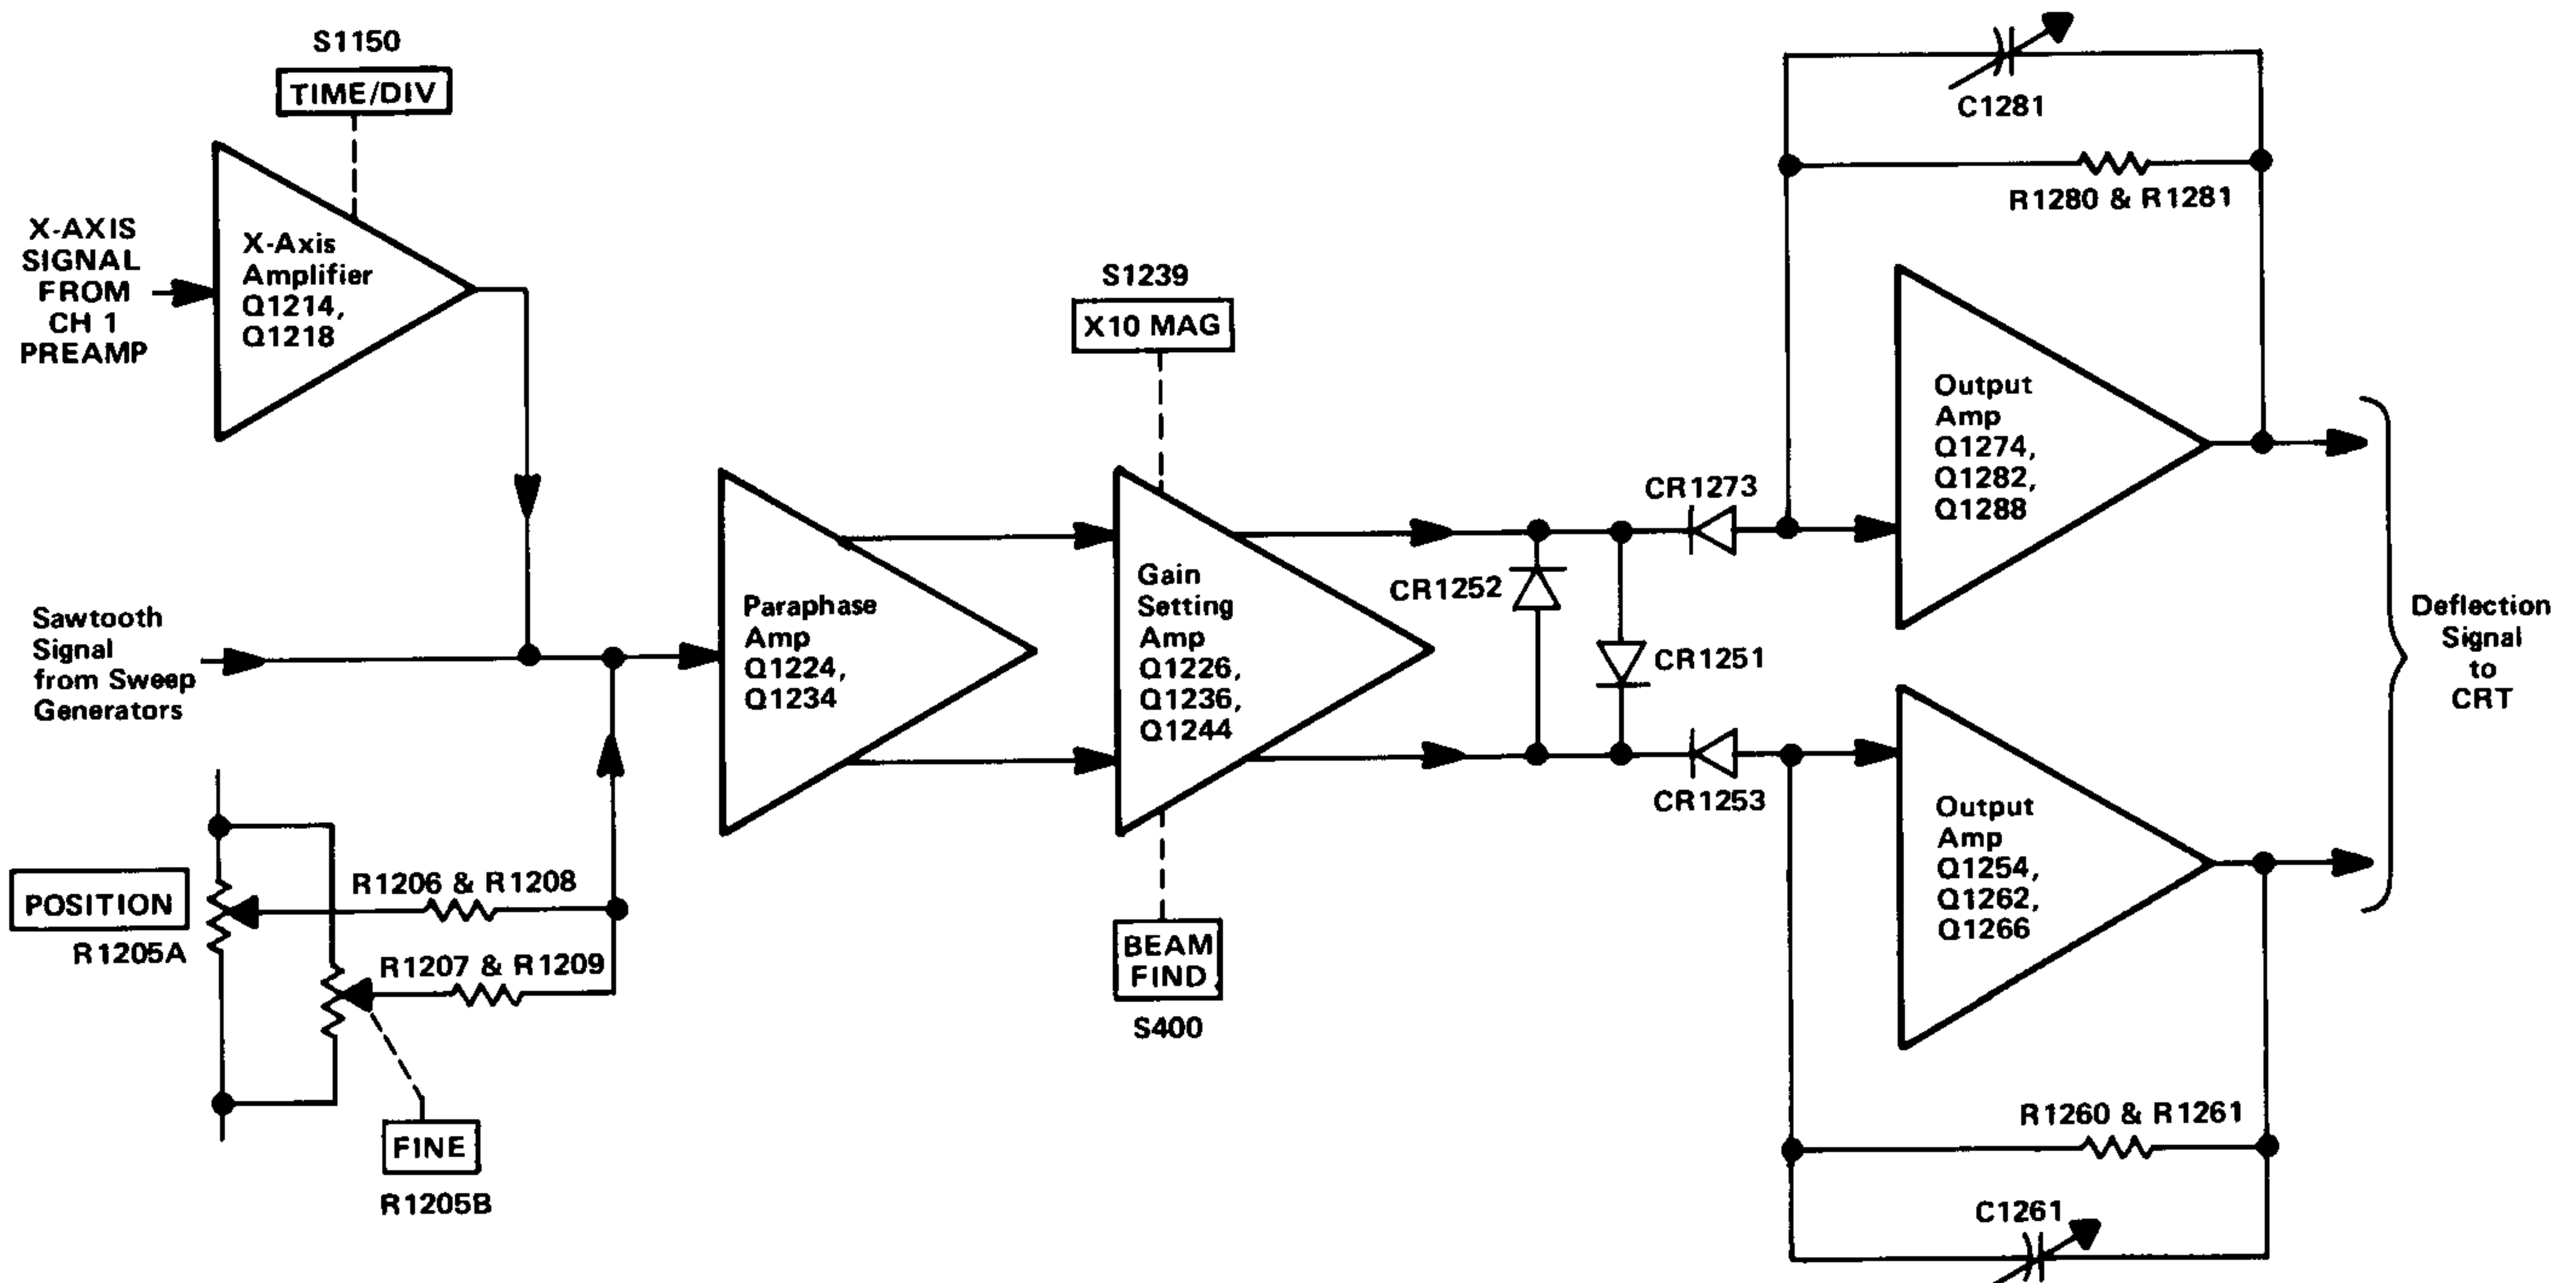 S1150
TIME/DIV
X-AXIS
SIGNAL
FROM
CH 1
PREAMP
X-Axis
Amplifier
Q1214,
Q1218
Sawtooth
Signal
from Sweep
Generators
POSITION
R1205A
R1206 & R1208
R1207 & R1209
FINE
R1205B
Paraphase
Amp
Q1224,
Q1234
S1239
X10 MAG
Gain
Setting
Amp
Q1226,
Q1236,
Q1244
BEAM
FIND
S400
CR1252
CR1251
CR1273
CR1253
C1281
R1280 & R1281
Output
Amp
Q1274,
Q1282,
Q1288
Output
Amp
Q1254,
Q1262,
Q1266
R1260 & R1261
C1261
Deflection
Signal
to
CRT